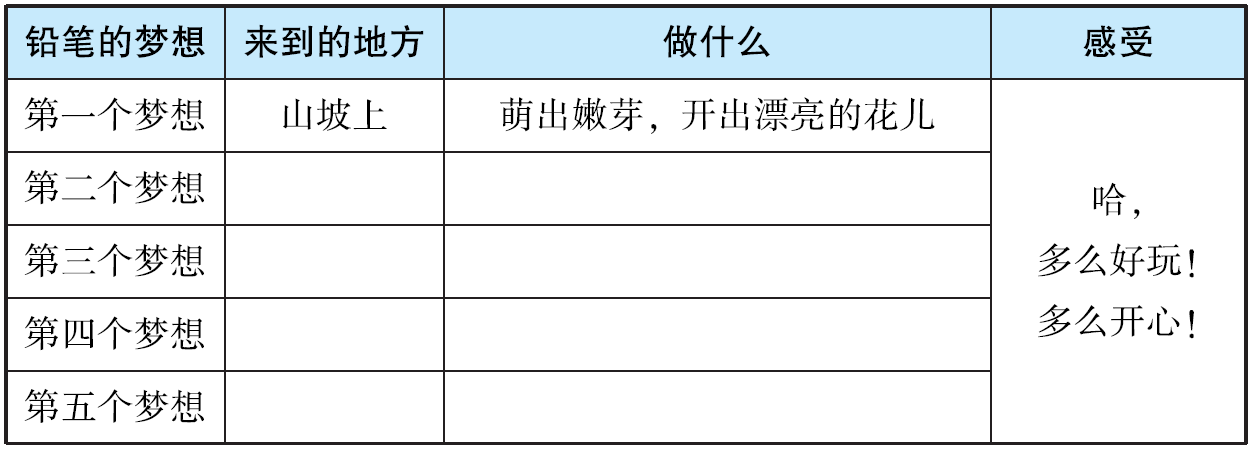 铅笔的梦想 来到的地方 做什么 感受
第一个梦想 山坡上 萌出嫩芽，开出漂亮的花儿
第二个梦想
哈，
第三个梦想
多么好玩！
第四个梦想
多么开心！
第五个梦想